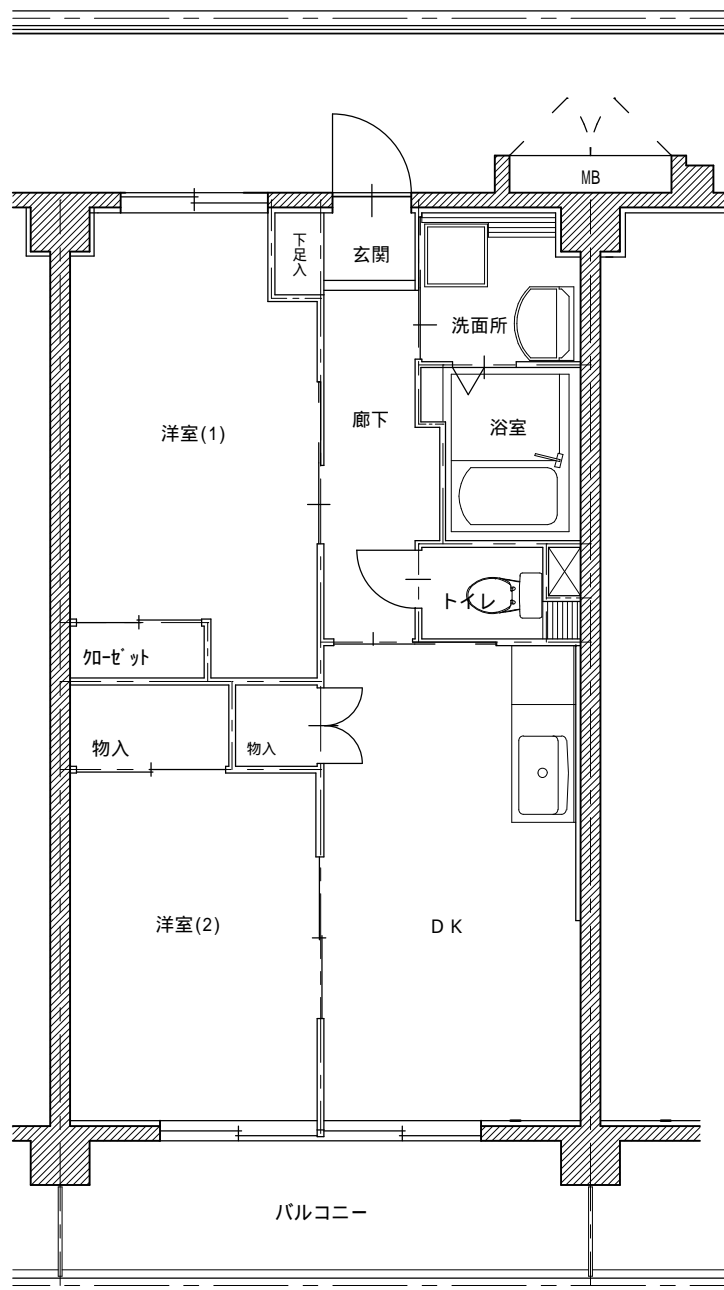 MB
下足入
玄関
洗面所
廊下
浴室
洋室(1)
トイレ
クローゼット
物入
物入
洋室(2)
DK
バルコニー